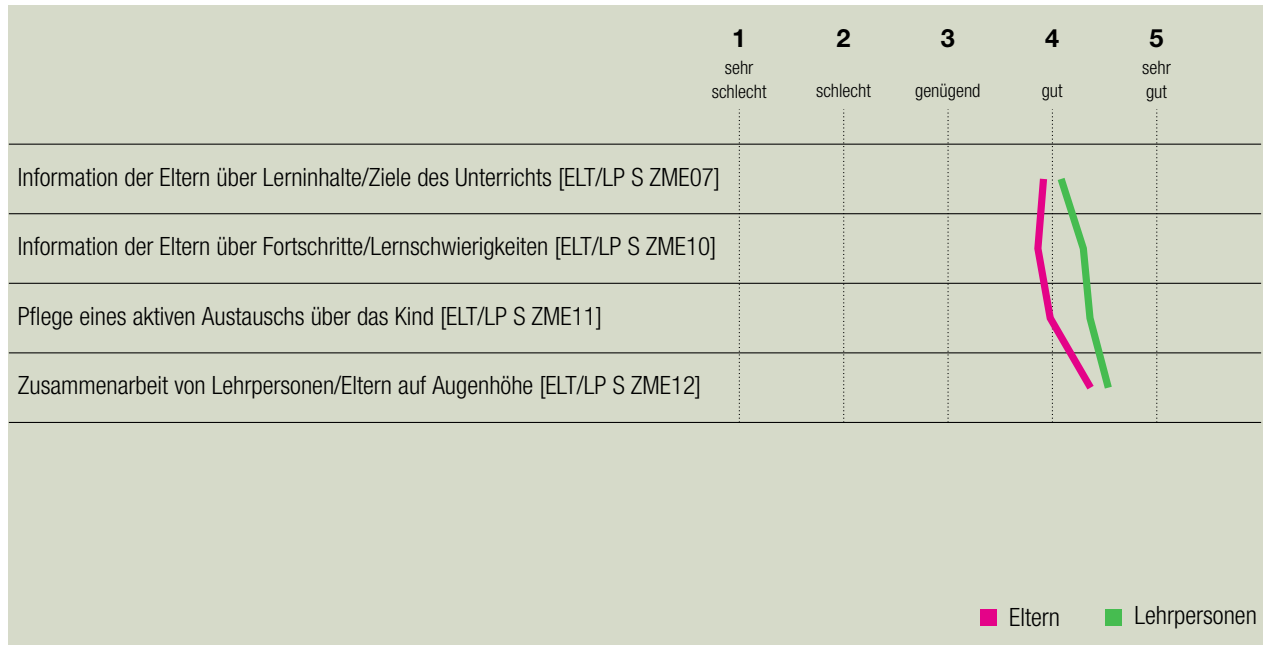 1 2 3 4 5
sehr schlecht schlecht genügend gut sehr gut
Information der Eltern über Lerninhalte/Ziele des Unterrichts [ELT/LP S ZME07]
Information der Eltern über Fortschritte/Lernschwierigkeiten [ELT/LP S ZME10]
Pflege eines aktiven Austauschs über das Kind [ELT/LP S ZME11]
Zusammenarbeit von Lehrpersonen/Eltern auf Augenhöhe [ELT/LP S ZME12]
Eltern Lehrpersonen